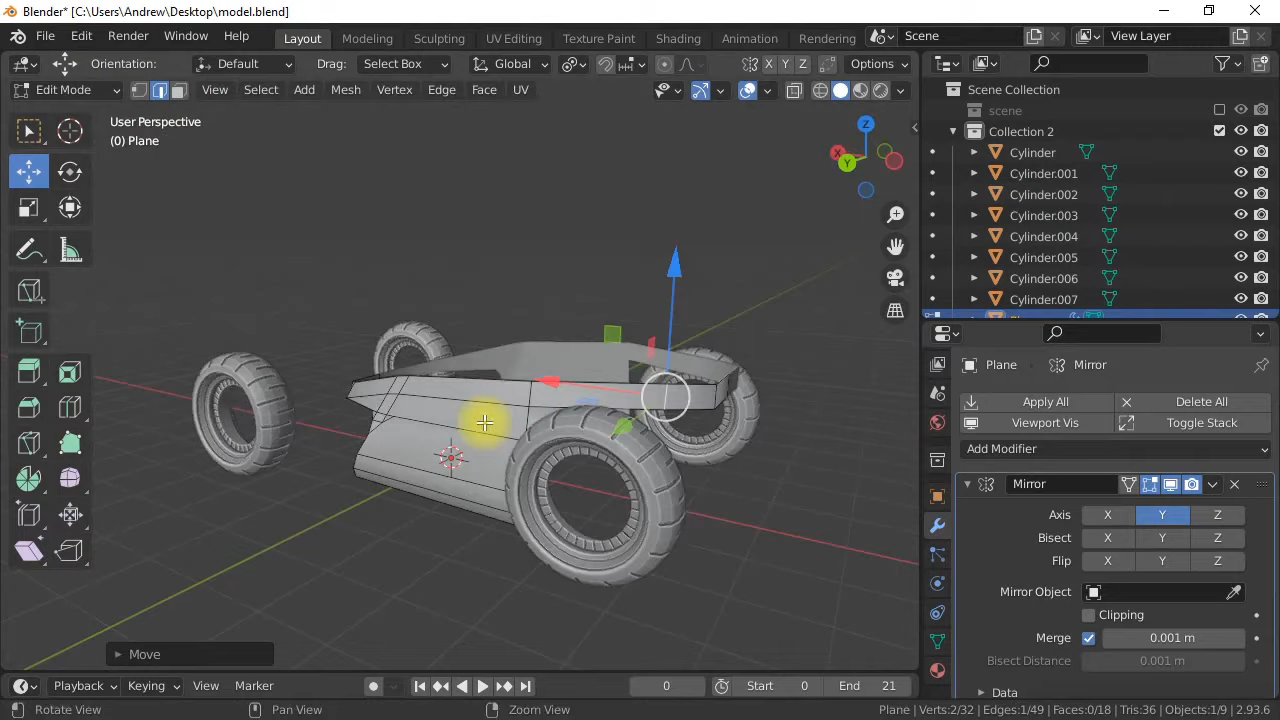 Blender* [C:\Users\Andrew\Desktop\model.blend]
File Edit Render Window Help
Layout Modeling Sculpting UV Editing Texture Paint Shading Animation Rendering
Scene
View Layer
Orientation: Default Drag: Select Box Global X Y Z Options
Edit Mode View Select Add Mesh Vertex Edge Face UV
User Perspective
(0) Plane
Z
X
Y
Scene Collection
scene
Collection 2
Cylinder
Cylinder.001
Cylinder.002
Cylinder.003
Cylinder.004
Cylinder.005
Cylinder.006
Cylinder.007
Plane Mirror
Apply All Delete All
Viewport Vis Toggle Stack
Add Modifier
Mirror
Axis X Y Z
Bisect X Y Z
Flip X Y Z
Mirror Object
Clipping
Merge 0.001 m
Bisect Distance 0.001 m
Data
Move
Playback Keying View Marker 0 Start 0 End 21
Rotate View Pan View Zoom View Plane | Verts:2/32 | Edges:1/49 | Faces:0/18 | Tris:36 | Objects:1/9 | 2.93.6